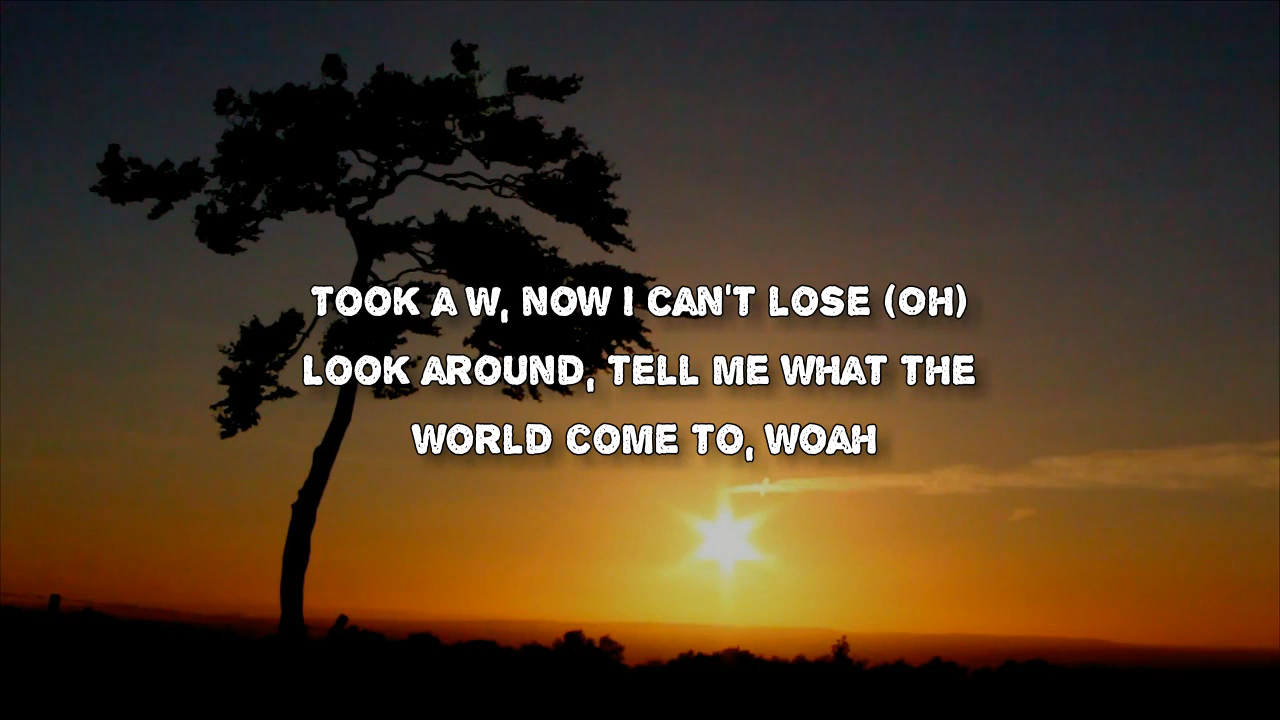 TOOK A W, NOW I CAN'T LOSE (OH)
LOOK AROUND, TELL ME WHAT THE
WORLD COME TO, WOAH